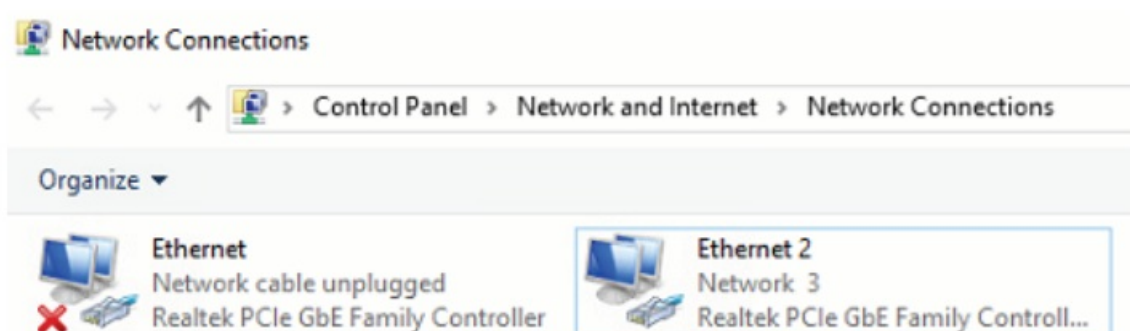 Network Connections
Control Panel > Network and Internet > Network Connections
Organize
Ethernet
Network cable unplugged
Realtek PCIe GbE Family Controller
Ethernet 2
Network 3
Realtek PCIe GbE Family Controll...